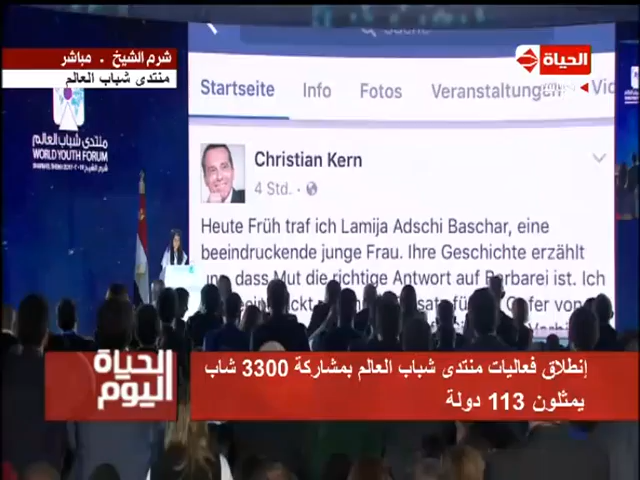 Suche
شرم الشيخ . مباشر
منتدى شباب العالم
الحياة
Startseite Info Fotos Veranstaltungen Vid
منتدى شباب العالم
WORLD YOUTH FORUM
Christian Kern
4 Std.
Heute Früh traf ich Lamija Adschi Baschar, eine
beeindruckende junge Frau. Ihre Geschichte erzählt
dass Mut die richtige Antwort auf Barbarei ist. Ich
von
الحياة
اليوم
إنطلاق فعاليات منتدى شباب العالم بمشاركة 3300 شاب
يمثلون 113 دولة